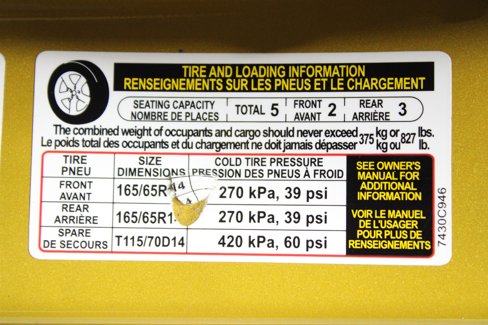 TIRE AND LOADING INFORMATION
RENSEIGNEMENTS SUR LES PNEUS ET LE CHARGEMENT
SEATING CAPACITY
NOMBRE DE PLACES
TOTAL 5
FRONT
AVANT 2
REAR
ARRIÈRE 3
The combined weight of occupants and cargo should never exceed 375 kg or 827 lbs.
Le poids total des occupants et du chargement ne doit jamais dépasser kg ou lb.
TIRE
PNEU
SIZE
DIMENSIONS
COLD TIRE PRESSURE
PRESSION DES PNEUS À FROID
FRONT
AVANT
165/65R14
270 kPa, 39 psi
REAR
ARRIÈRE
165/65R1
270 kPa, 39 psi
SPARE
DE SECOURS
T115/70D14
420 kPa, 60 psi
SEE OWNER'S
MANUAL FOR
ADDITIONAL
INFORMATION
VOIR LE MANUEL
DE L'USAGER
POUR PLUS DE
RENSEIGNEMENTS
7430C946